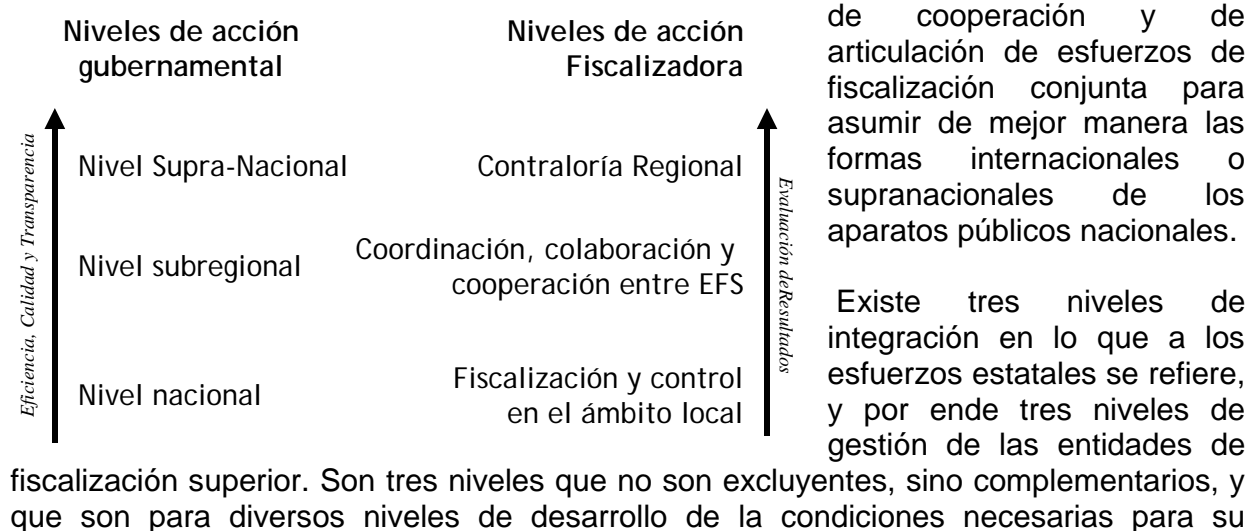 Niveles de acción
gubernamental
Niveles de acción
Fiscalizadora
Eficiencia, Calidad y Transparencia
Nivel Supra-Nacional
Contraloría Regional
Nivel subregional
Coordinación, colaboración y
cooperación entre EFS
Nivel nacional
Fiscalización y control
en el ámbito local
Evaluación deResultados
de cooperación y de
articulación de esfuerzos de
fiscalización conjunta para
asumir de mejor manera las
formas internacionales o
supranacionales de los
aparatos públicos nacionales.
Existe tres niveles de
integración en lo que a los
esfuerzos estatales se refiere,
y por ende tres niveles de
gestión de las entidades de
fiscalización superior. Son tres niveles que no son excluyentes, sino complementarios, y
que son para diversos niveles de desarrollo de la condiciones necesarias para su